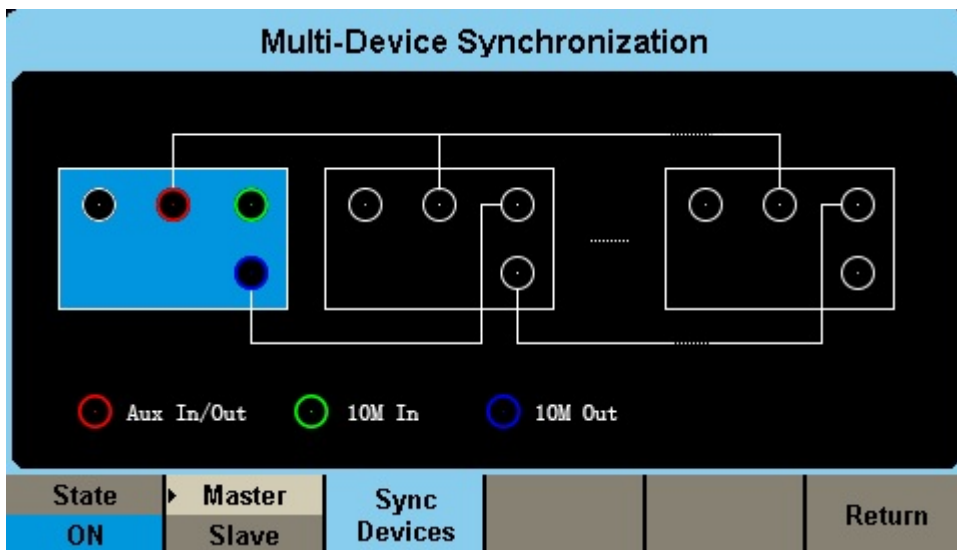 Multi-Device Synchronization
Aux In/Out 10M In 10M Out
State Master Sync Return
ON Slave Devices